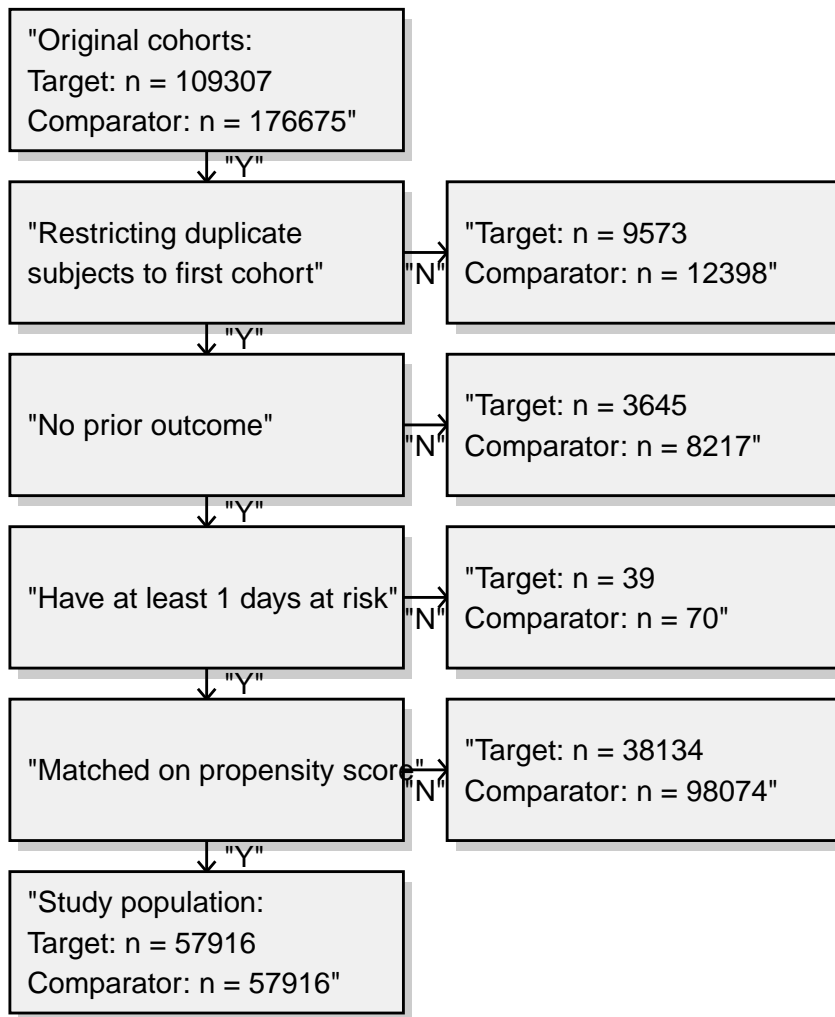 "Original cohorts:
Target: n = 109307
Comparator: n = 176675"
"Y"
"Restricting duplicate
subjects to first cohort"
"N"
"Target: n = 9573
Comparator: n = 12398"
"Y"
"No prior outcome"
"N"
"Target: n = 3645
Comparator: n = 8217"
"Y"
"Have at least 1 days at risk"
"N"
"Target: n = 39
Comparator: n = 70"
"Y"
"Matched on propensity score"
"N"
"Target: n = 38134
Comparator: n = 98074"
"Y"
"Study population:
Target: n = 57916
Comparator: n = 57916"